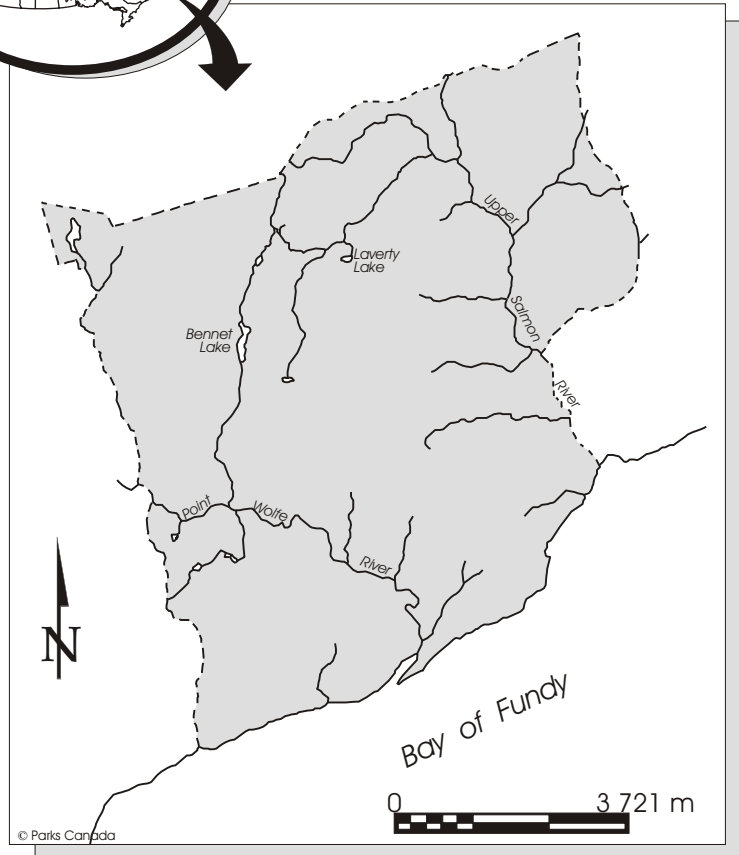 Upper
Laverty
Lake
Salmon
Bennet
Lake
River
Point
Wolfe
River
N
Bay of Fundy
0 3 721 m
© Parks Canada